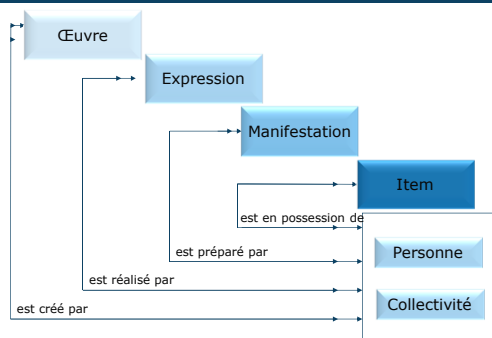 Œuvre
Expression
Manifestation
Item
est en possession de
est préparé par
Personne
est réalisé par
Collectivité
est créé par